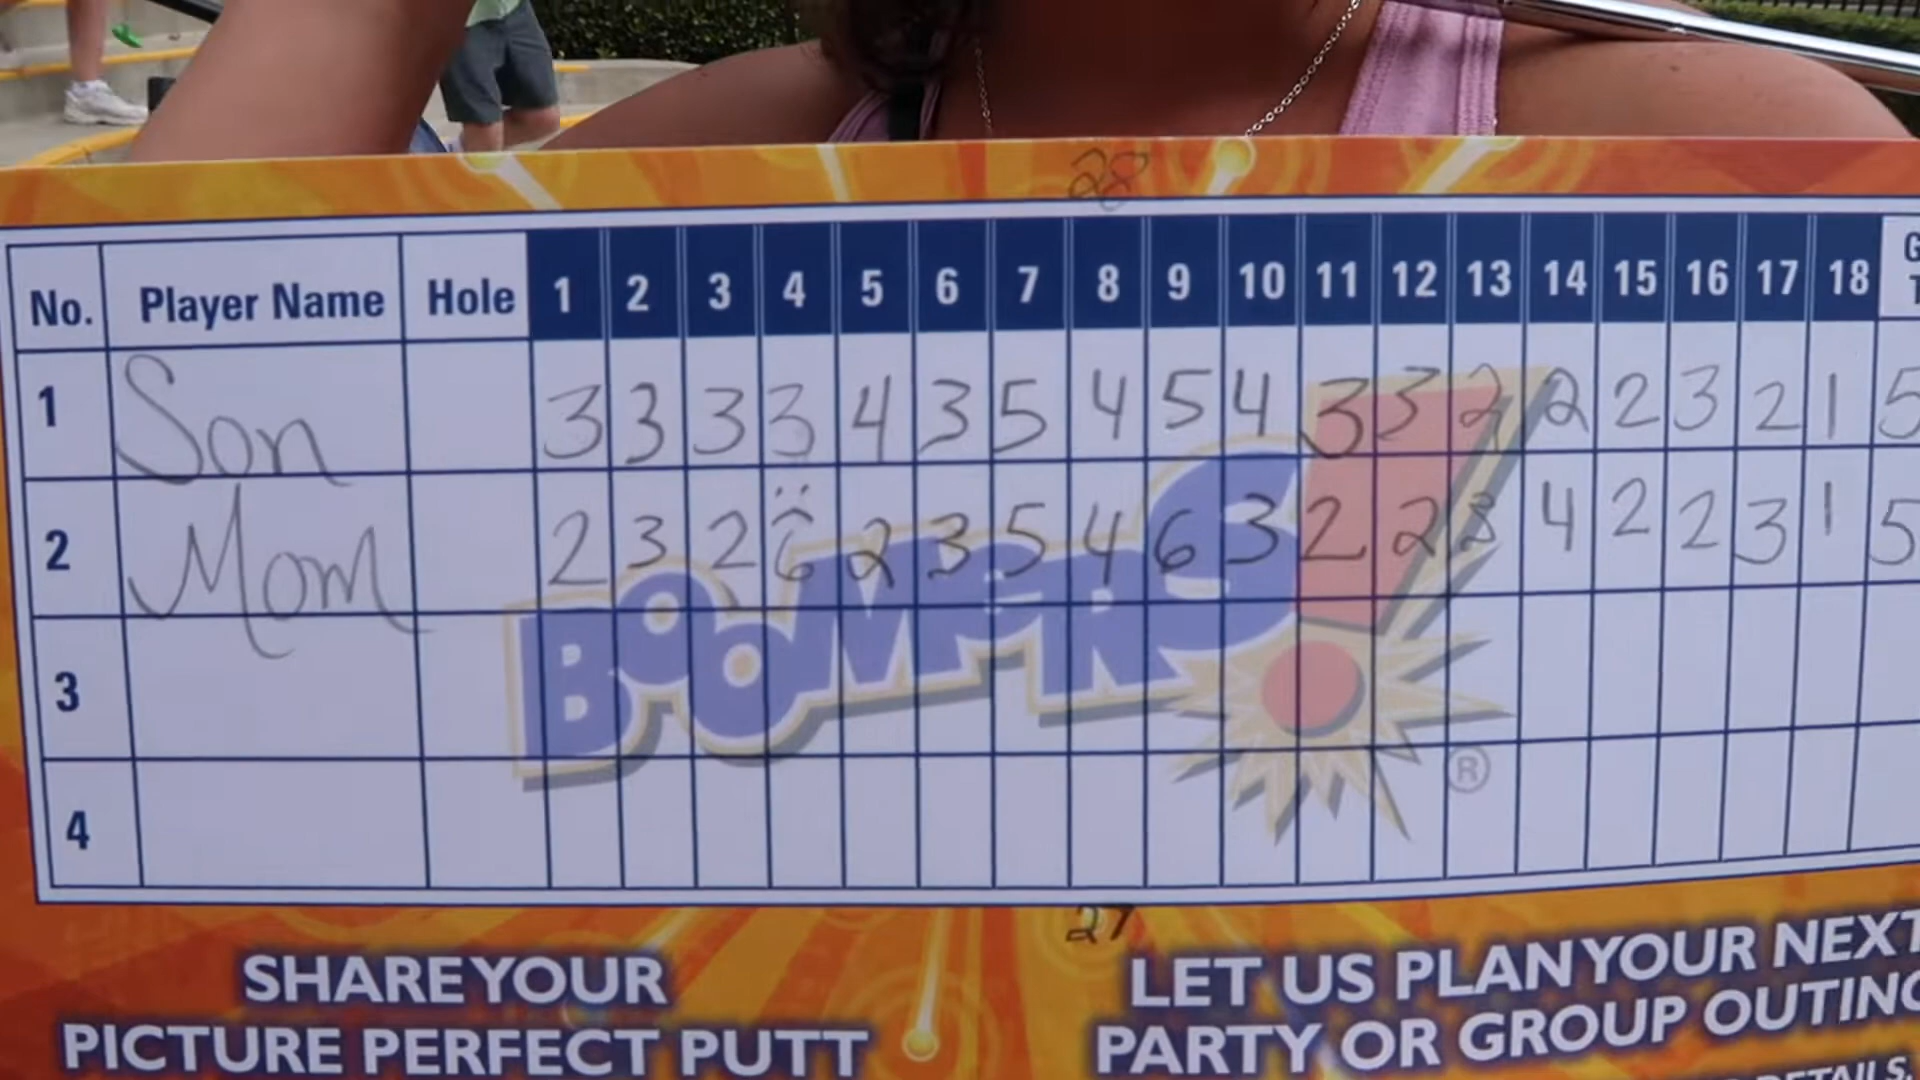 28
No. Player Name Hole 1 2 3 4 5 6 7 8 9 10 11 12 13 14 15 16 17 18
1 Son 3 3 3 3 4 3 5 4 5 4 3 3 2 2 2 3 2 1 5
2 Mom 2 3 2 6 2 3 5 4 6 3 2 2 3 4 2 2 3 1 5
3
BOOMERS!
®
4
27
SHARE YOUR
PICTURE PERFECT PUTT
LET US PLAN YOUR NEXT
PARTY OR GROUP OUTING
DETAILS.